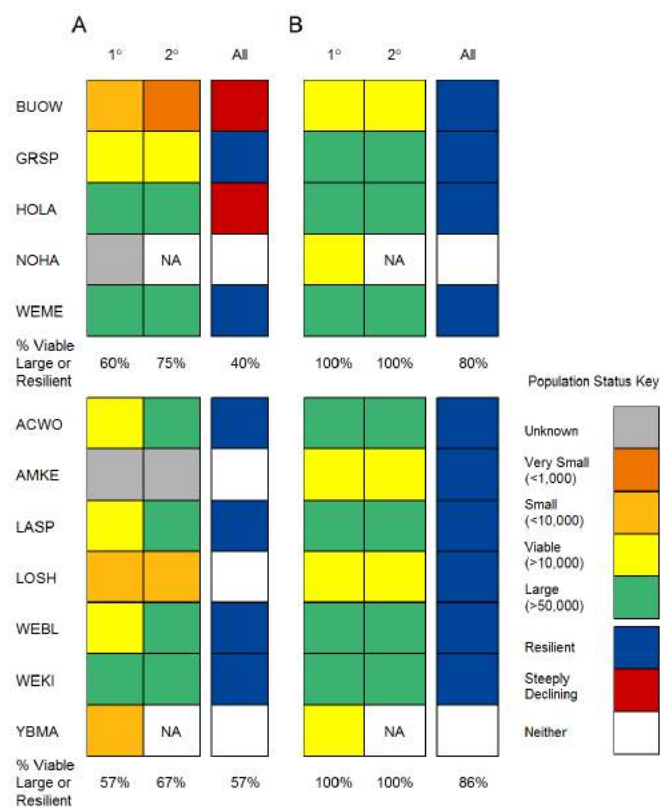 A B
1° 2° All 1° 2° All
BUOW
GRSP
HOLA
NOHA NA NA
WEME
% Viable
Large or
Resilient 60% 75% 40% 100% 100% 80%
ACWO
AMKE
LASP
LOSH
WEBL
WEKI
YBMA NA NA
% Viable
Large or
Resilient 57% 67% 57% 100% 100% 86%
Population Status Key
Unknown
Very Small
(<1,000)
Small
(<10,000)
Viable
(>10,000)
Large
(>50,000)
Resilient
Steeply
Declining
Neither